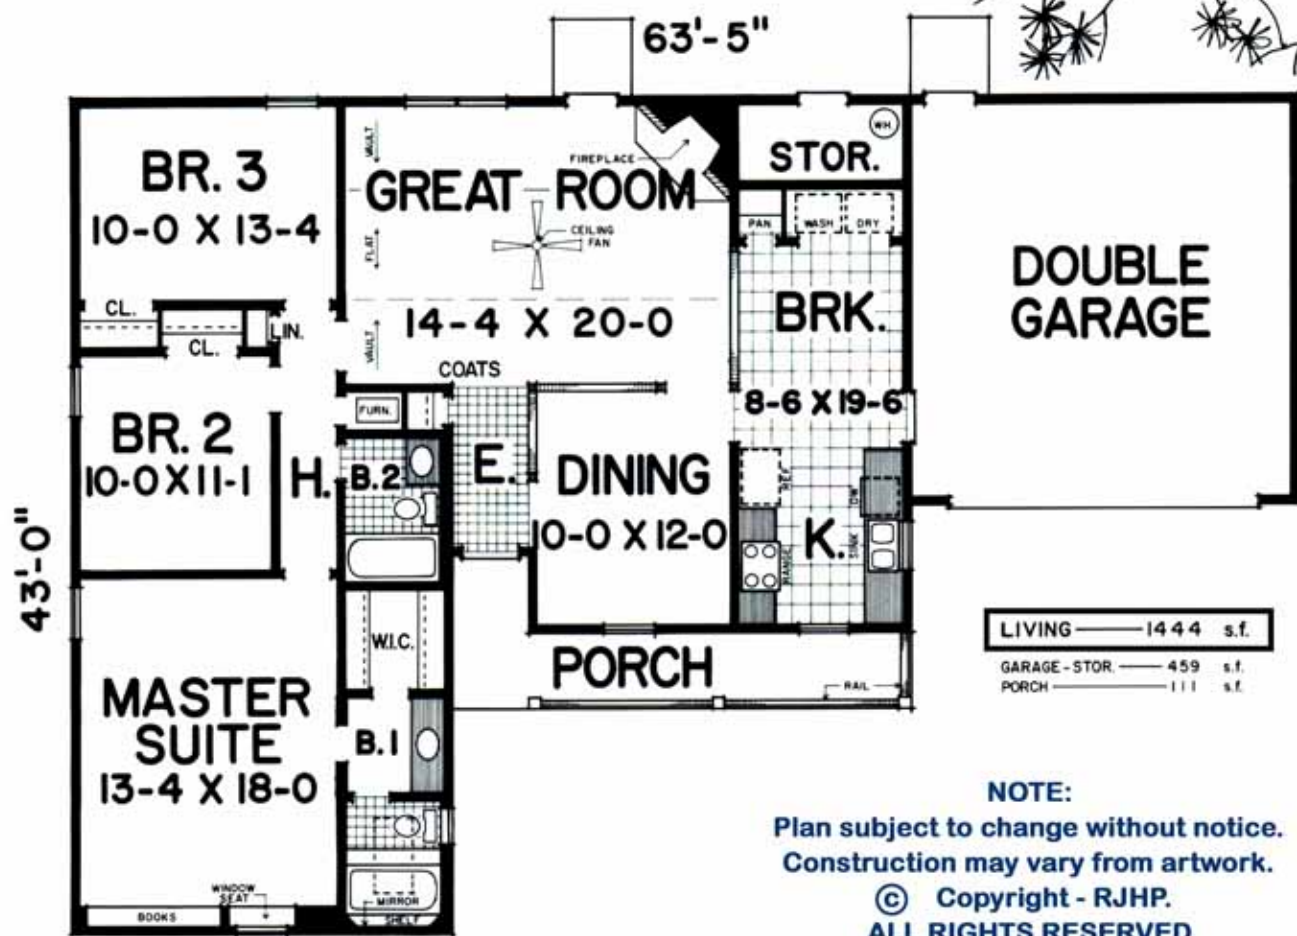 63'-5"
BR. 3
10-0 X 13-4
CL.
CL.
LIN.
VAULT
FLAT
VAULT
GREAT ROOM
FIREPLACE
CEILING
FAN
14-4 X 20-0
COATS
STOR.
WH
PAN
WASH
DRY
BRK.
8-6 X 19-6
DOUBLE
GARAGE
BR. 2
10-0 X 11-1
H.
FURN.
B.2
E.
DINING
10-0 X 12-0
REF
RANGE
K.
DW
SINK
43'-0"
W.I.C.
PORCH
RAIL
LIVING 1444 s.f.
GARAGE - STOR. 459 s.f.
PORCH 111 s.f.
MASTER
SUITE
13-4 X 18-0
B.1
WINDOW
SEAT
BOOKS
MIRROR
SHELF
NOTE:
Plan subject to change without notice.
Construction may vary from artwork.
© Copyright - RJHP.
ALL RIGHTS RESERVED